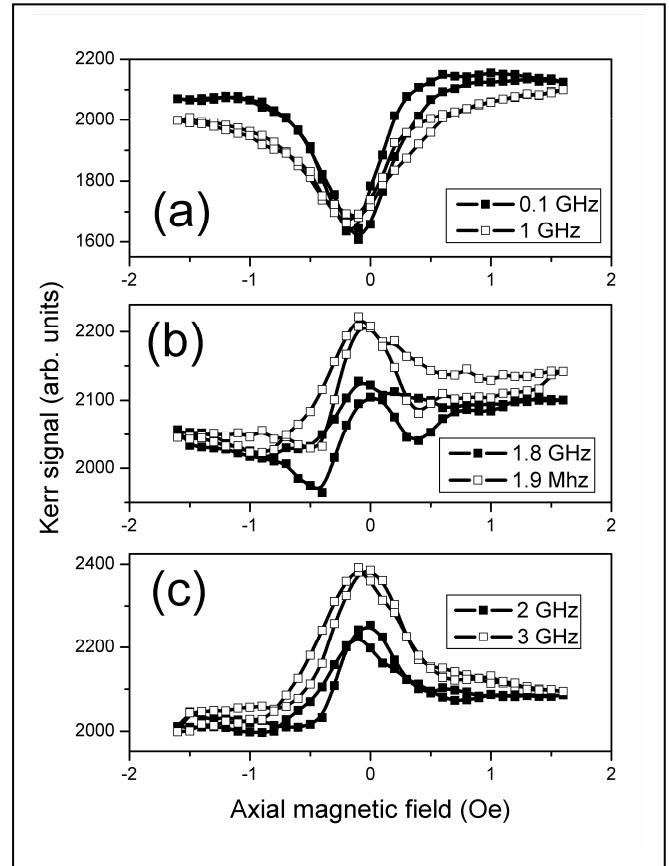 2200
2000
1800
1600
(a)
0.1 GHz
1 GHz
-2 -1 0 1 2
Kerr signal (arb. units)
2200
2100
2000
(b)
1.8 GHz
1.9 Mhz
-2 -1 0 1 2
2400
2200
2000
(c)
2 GHz
3 GHz
-2 -1 0 1 2
Axial magnetic field (Oe)